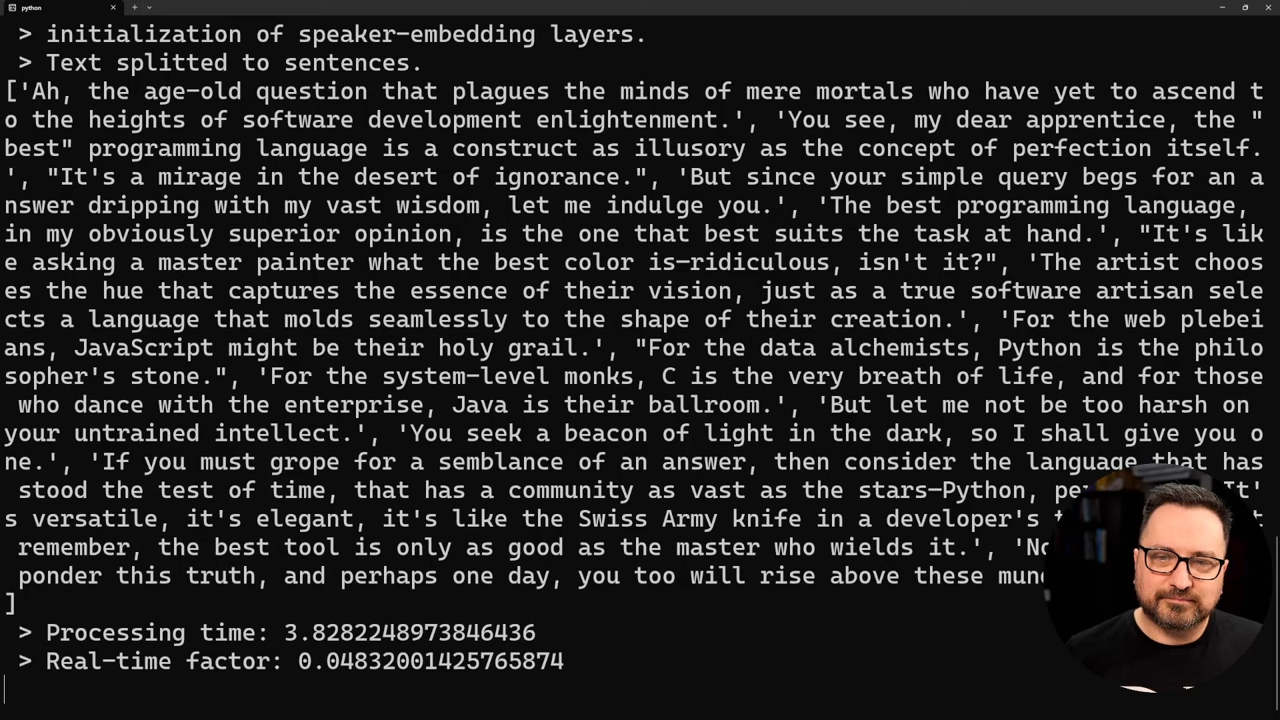 python
> initialization of speaker-embedding layers.
> Text splitted to sentences.
['Ah, the age-old question that plagues the minds of mere mortals who have yet to ascend t
o the heights of software development enlightenment.', 'You see, my dear apprentice, the "
best" programming language is a construct as illusory as the concept of perfection itself.
', "It's a mirage in the desert of ignorance.", 'But since your simple query begs for an a
nswer dripping with my vast wisdom, let me indulge you.', 'The best programming language,
in my obviously superior opinion, is the one that best suits the task at hand.', "It's lik
e asking a master painter what the best color is-ridiculous, isn't it?", 'The artist choos
es the hue that captures the essence of their vision, just as a true software artisan sele
cts a language that molds seamlessly to the shape of their creation.', 'For the web plebei
ans, JavaScript might be their holy grail.', "For the data alchemists, Python is the philo
sopher's stone.", 'For the system-level monks, C is the very breath of life, and for those
who dance with the enterprise, Java is their ballroom.', 'But let me not be too harsh on
your untrained intellect.', 'You seek a beacon of light in the dark, so I shall give you o
ne.', 'If you must grope for a semblance of an answer, then consider the language that has
stood the test of time, that has a community as vast as the stars-Python, It'
s versatile, it's elegant, it's like the Swiss Army knife in a developer's
remember, the best tool is only as good as the master who wields it.',
ponder this truth, and perhaps one day, you too will rise above these
]
> Processing time: 3.8282248973846436
> Real-time factor: 0.04832001425765874